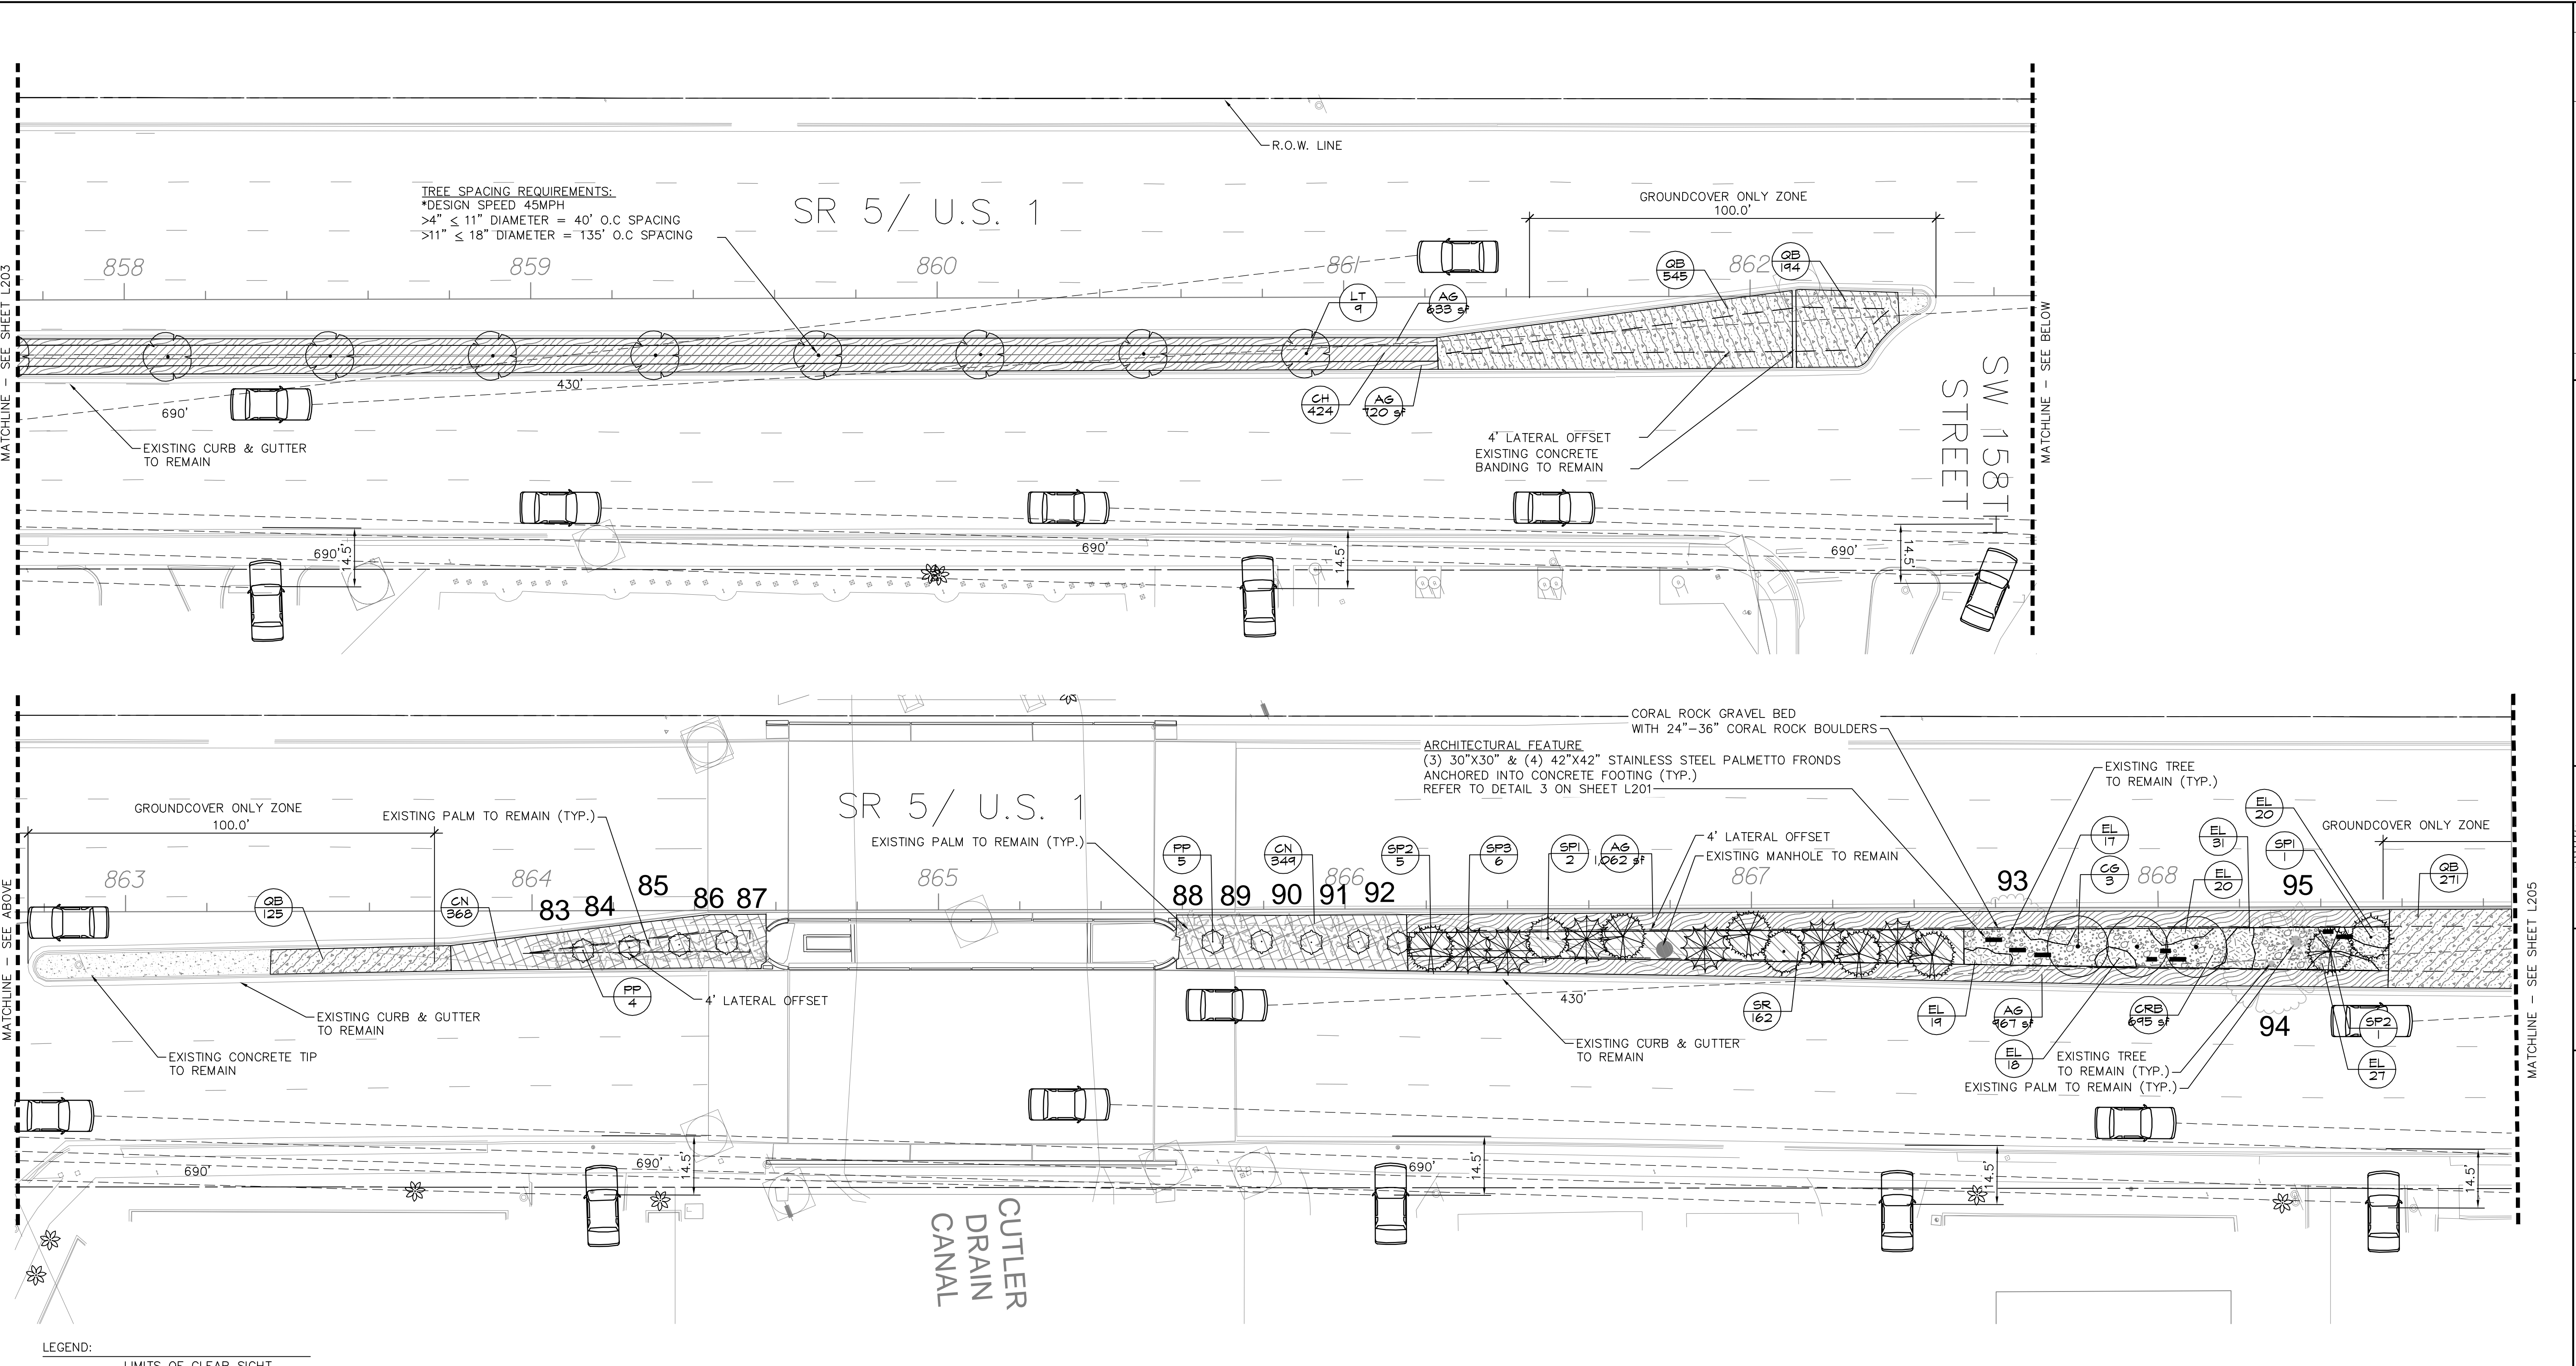 MATCHLINE - SEE SHEET L203
R.O.W. LINE
TREE SPACING REQUIREMENTS:
*DESIGN SPEED 45MPH
>4" ≤ 11" DIAMETER = 40' O.C SPACING
>11" ≤ 18" DIAMETER = 135' O.C SPACING
SR 5/ U.S. 1
GROUNDCOVER ONLY ZONE
100.0'
858
859
860
861
862
QB
545
QB
194
LT
9
AG
633 sf
CH
424
AG
720 sf
430'
690'
EXISTING CURB & GUTTER
TO REMAIN
4' LATERAL OFFSET
EXISTING CONCRETE
BANDING TO REMAIN
SW 158TH
STREET
MATCHLINE - SEE BELOW
690'
14.5'
690'
14.5'
690'
14.5'
MATCHLINE - SEE ABOVE
GROUNDCOVER ONLY ZONE
100.0'
EXISTING PALM TO REMAIN (TYP.)
SR 5/ U.S. 1
EXISTING PALM TO REMAIN (TYP.)
CORAL ROCK GRAVEL BED
WITH 24"-36" CORAL ROCK BOULDERS
ARCHITECTURAL FEATURE
(3) 30"X30" & (4) 42"X42" STAINLESS STEEL PALMETTO FRONDS
ANCHORED INTO CONCRETE FOOTING (TYP.)
REFER TO DETAIL 3 ON SHEET L201
EXISTING TREE
TO REMAIN (TYP.)
GROUNDCOVER ONLY ZONE
4' LATERAL OFFSET
EXISTING MANHOLE TO REMAIN
863
864
865
866
867
868
QB
125
CN
368
83
84
85
86
87
88
89
90
91
92
93
95
PP
5
CN
349
SP2
5
SP3
6
SP1
2
AG
1,062 sf
EL
17
CG
3
EL
20
EL
31
EL
20
SP1
1
QB
271
PP
4
4' LATERAL OFFSET
EXISTING CURB & GUTTER
TO REMAIN
EXISTING CONCRETE TIP
TO REMAIN
430'
SR
162
EL
19
AG
967 sf
CRB
695 sf
94
SP2
1
EL
18
EL
27
EXISTING CURB & GUTTER
TO REMAIN
EXISTING TREE
TO REMAIN (TYP.)
EXISTING PALM TO REMAIN (TYP.)
MATCHLINE - SEE SHEET L205
690'
690'
14.5'
690'
14.5'
14.5'
14.5'
CUTLER
DRAIN
CANAL
LEGEND:
LIMITS OF CLEAR SIGHT